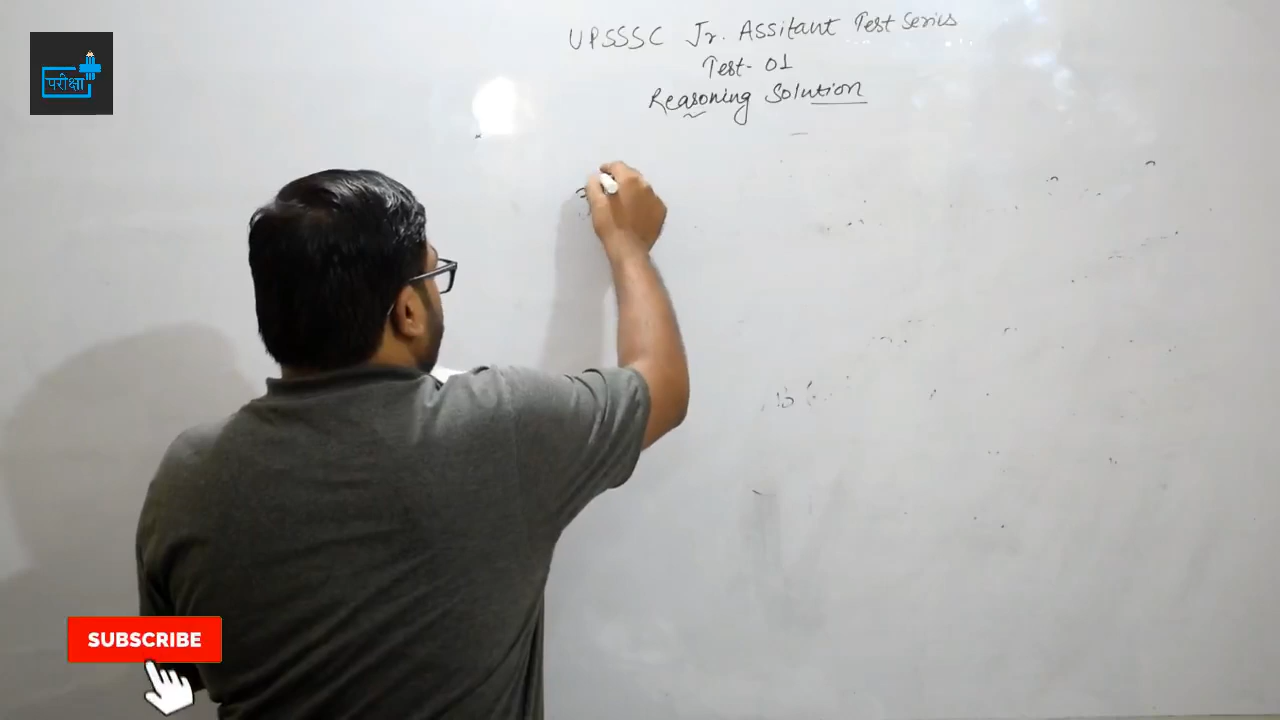 UPSSSC Jr. Assitant Test Series
Test- 01
Reasoning Solution
परीक्षा
SUBSCRIBE